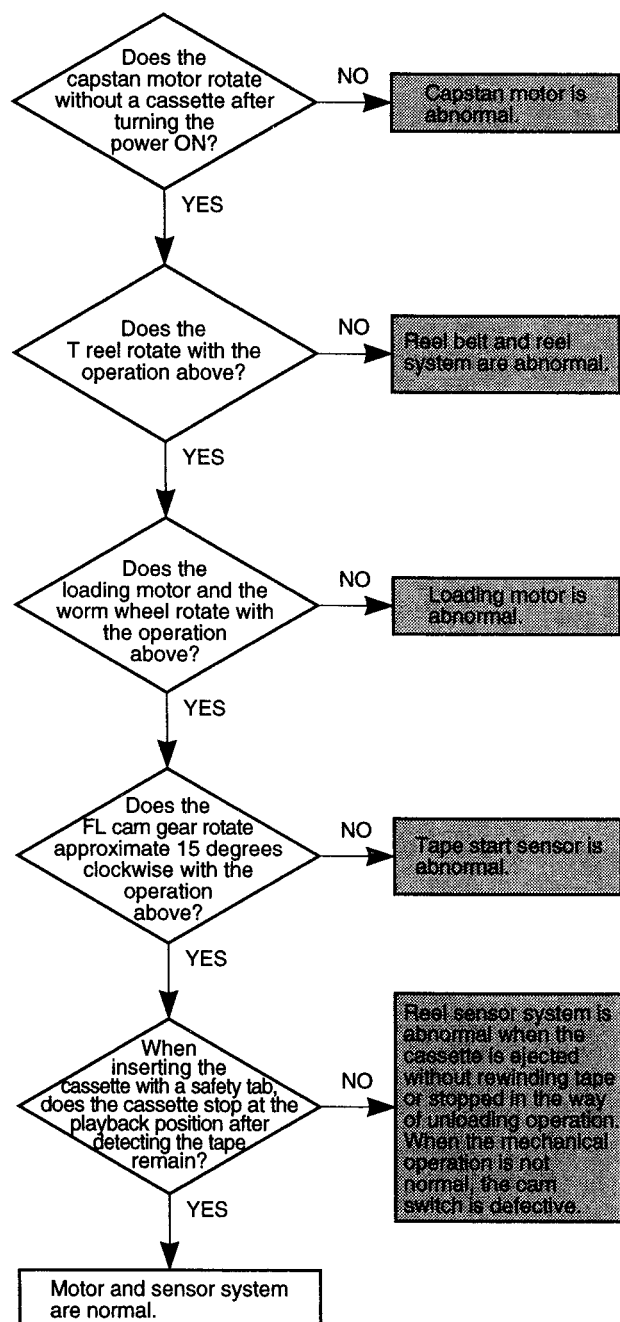 Does the
capstan motor rotate
without a cassette after
turning the
power ON?
NO
Capstan motor is
abnormal.
YES
Does the
T reel rotate with the
operation above?
NO
Reel belt and reel
system are abnormal.
YES
Does the
loading motor and the
worm wheel rotate with
the operation
above?
NO
Loading motor is
abnormal.
YES
Does the
FL cam gear rotate
approximate 15 degrees
clockwise with the
operation
above?
NO
Tape start sensor is
abnormal.
YES
When
inserting the
cassette with a safety tab,
does the cassette stop at the
playback position after
detecting the tape
remain?
NO
Reel sensor system is
abnormal when the
cassette is ejected
without rewinding tape
or stopped in the way
of unloading operation.
When the mechanical
operation is not
normal, the cam
switch is defective.
YES
Motor and sensor system
are normal.